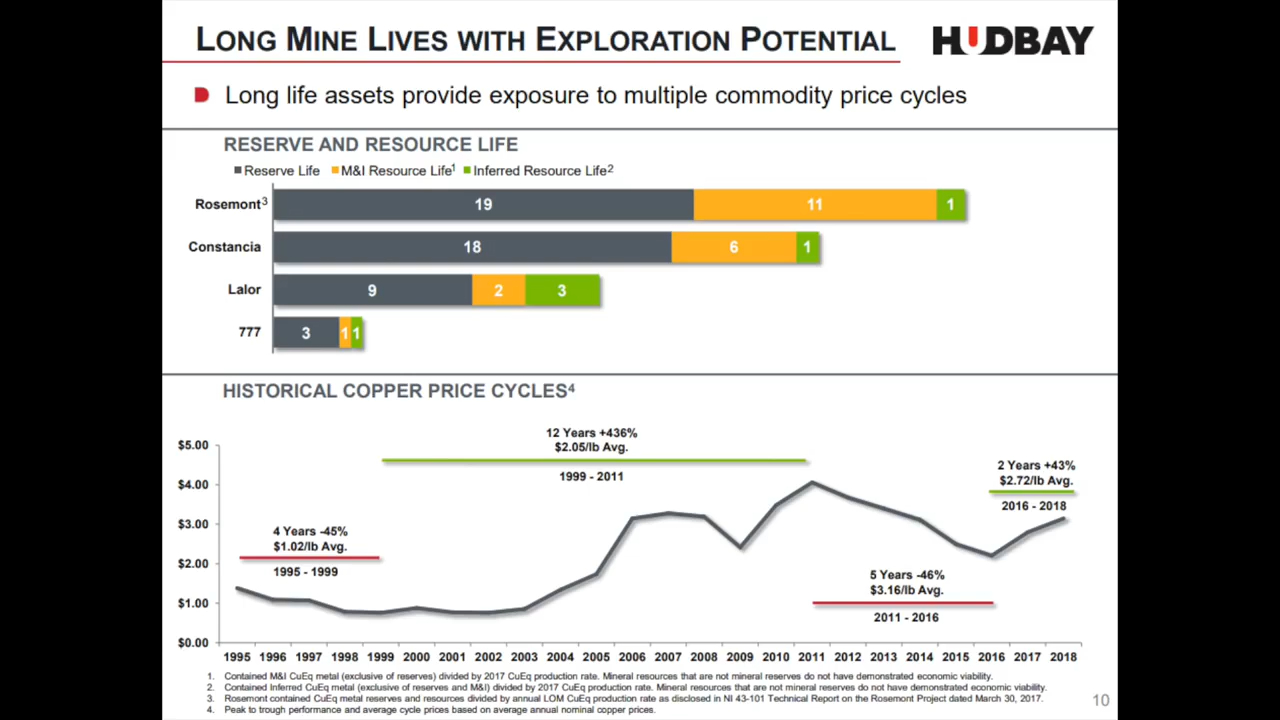 LONG MINE LIVES WITH EXPLORATION POTENTIAL
HUDBAY
Long life assets provide exposure to multiple commodity price cycles
RESERVE AND RESOURCE LIFE
Reserve Life M&I Resource Life1 Inferred Resource Life2
Rosemont3 19 11 1
Constancia 18 6 1
Lalor 9 2 3
777 3 1 1
HISTORICAL COPPER PRICE CYCLES4
12 Years +436%
$2.05/lb Avg.
1999 - 2011
2 Years +43%
$2.72/lb Avg.
2016 - 2018
4 Years -45%
$1.02/lb Avg.
1995 - 1999
5 Years -46%
$3.16/lb Avg.
2011 - 2016
$5.00
$4.00
$3.00
$2.00
$1.00
$0.00
1995 1996 1997 1998 1999 2000 2001 2002 2003 2004 2005 2006 2007 2008 2009 2010 2011 2012 2013 2014 2015 2016 2017 2018
1. Contained M&I CuEq metal (exclusive of reserves) divided by 2017 CuEq production rate. Mineral resources that are not mineral reserves do not have demonstrated economic viability.
2. Contained Inferred CuEq metal (exclusive of reserves and M&I) divided by 2017 CuEq production rate. Mineral resources that are not mineral reserves do not have demonstrated economic viability.
3. Rosemont contained CuEq metal reserves and resources divided by annual LOM CuEq production rate as disclosed in NI 43-101 Technical Report on the Rosemont Project dated March 30, 2017.
4. Peak to trough performance and average cycle prices based on average annual nominal copper prices.
10